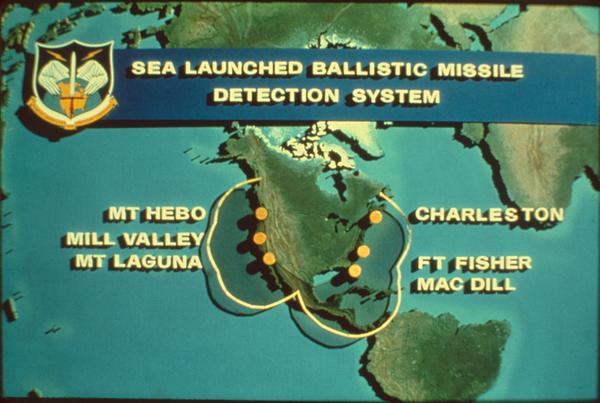 SEA LAUNCHED BALLISTIC MISSILE
DETECTION SYSTEM
MT HEBO
MILL VALLEY
MT LAGUNA
CHARLESTON
FT FISHER
MAC DILL